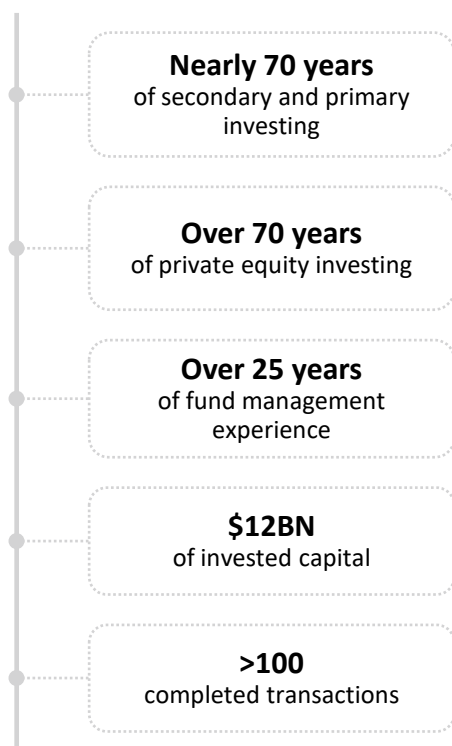 Nearly 70 years
of secondary and primary
investing
Over 70 years
of private equity investing
Over 25 years
of fund management
experience
$12BN
of invested capital
>100
completed transactions